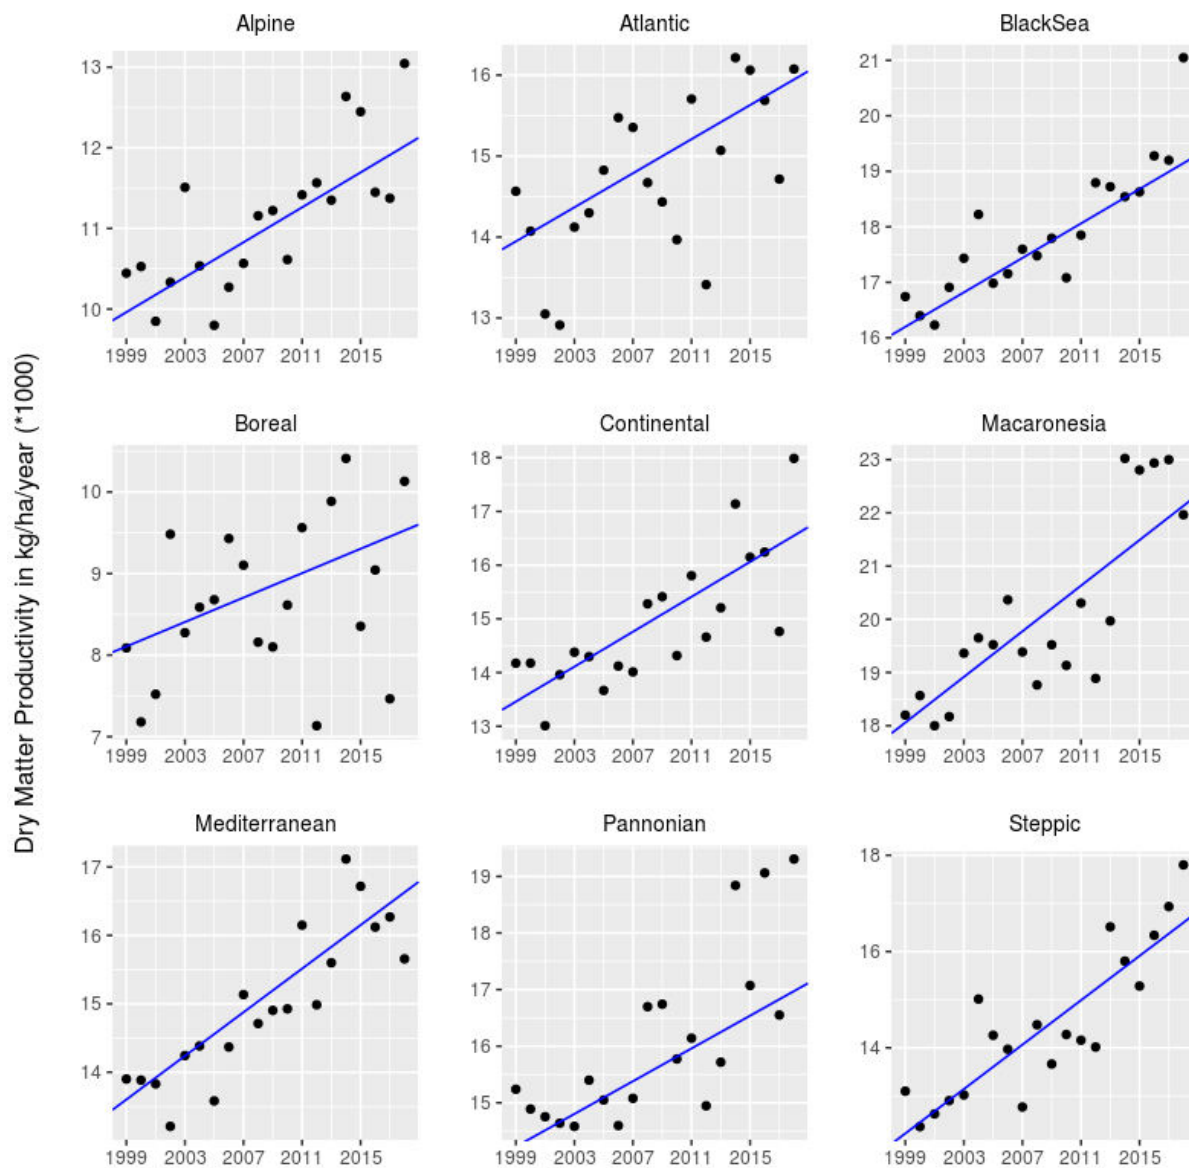 Alpine
Atlantic
BlackSea
13
12
11
10
16
15
14
13
21
20
19
18
17
16
1999 2003 2007 2011 2015
1999 2003 2007 2011 2015
1999 2003 2007 2011 2015
Dry Matter Productivity in kg/ha/year (*1000)
Boreal
Continental
Macaronesia
10
9
8
7
18
17
16
15
14
13
23
22
21
20
19
18
1999 2003 2007 2011 2015
1999 2003 2007 2011 2015
1999 2003 2007 2011 2015
Mediterranean
Pannonian
Steppic
17
16
15
14
19
18
17
16
15
18
16
14
1999 2003 2007 2011 2015
1999 2003 2007 2011 2015
1999 2003 2007 2011 2015